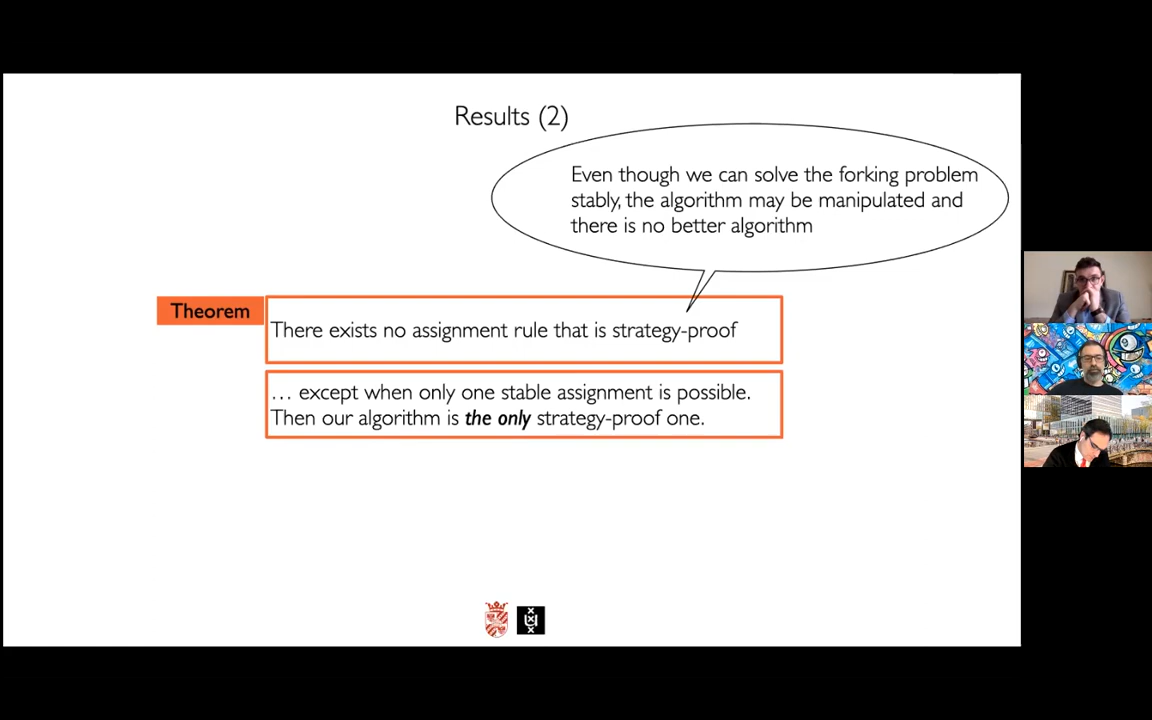 Results (2)
Even though we can solve the forking problem
stably, the algorithm may be manipulated and
there is no better algorithm
Theorem
There exists no assignment rule that is strategy-proof
… except when only one stable assignment is possible.
Then our algorithm is the only strategy-proof one.